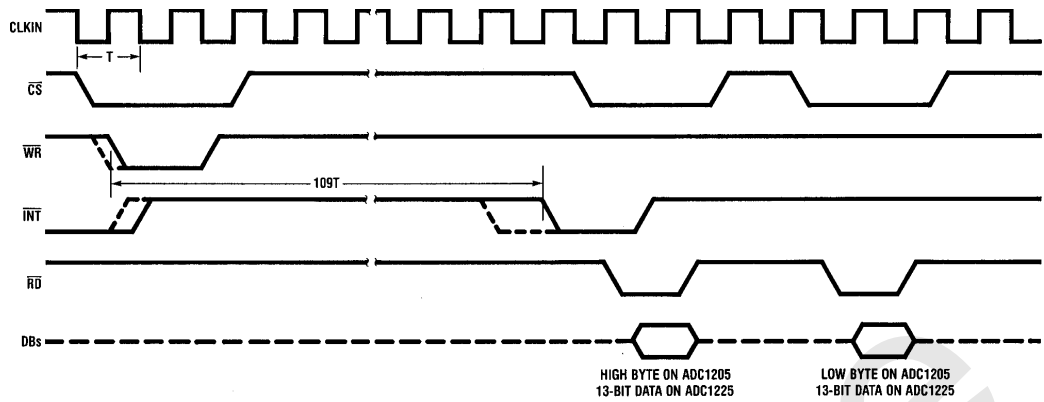 CLKIN
T
CS
WR
109T
INT
RD
DBs
HIGH BYTE ON ADC1205
13-BIT DATA ON ADC1225
LOW BYTE ON ADC1205
13-BIT DATA ON ADC1225